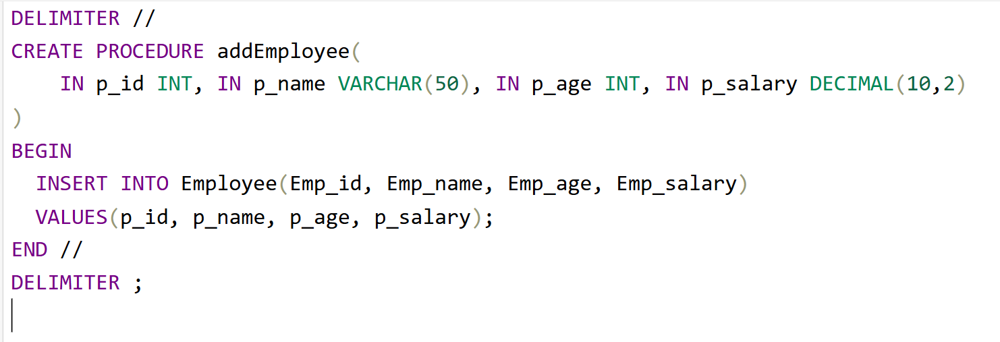 DELIMITER //
CREATE PROCEDURE addEmployee(
    IN p_id INT, IN p_name VARCHAR(50), IN p_age INT, IN p_salary DECIMAL(10,2)
)
BEGIN
  INSERT INTO Employee(Emp_id, Emp_name, Emp_age, Emp_salary)
  VALUES(p_id, p_name, p_age, p_salary);
END //
DELIMITER ;